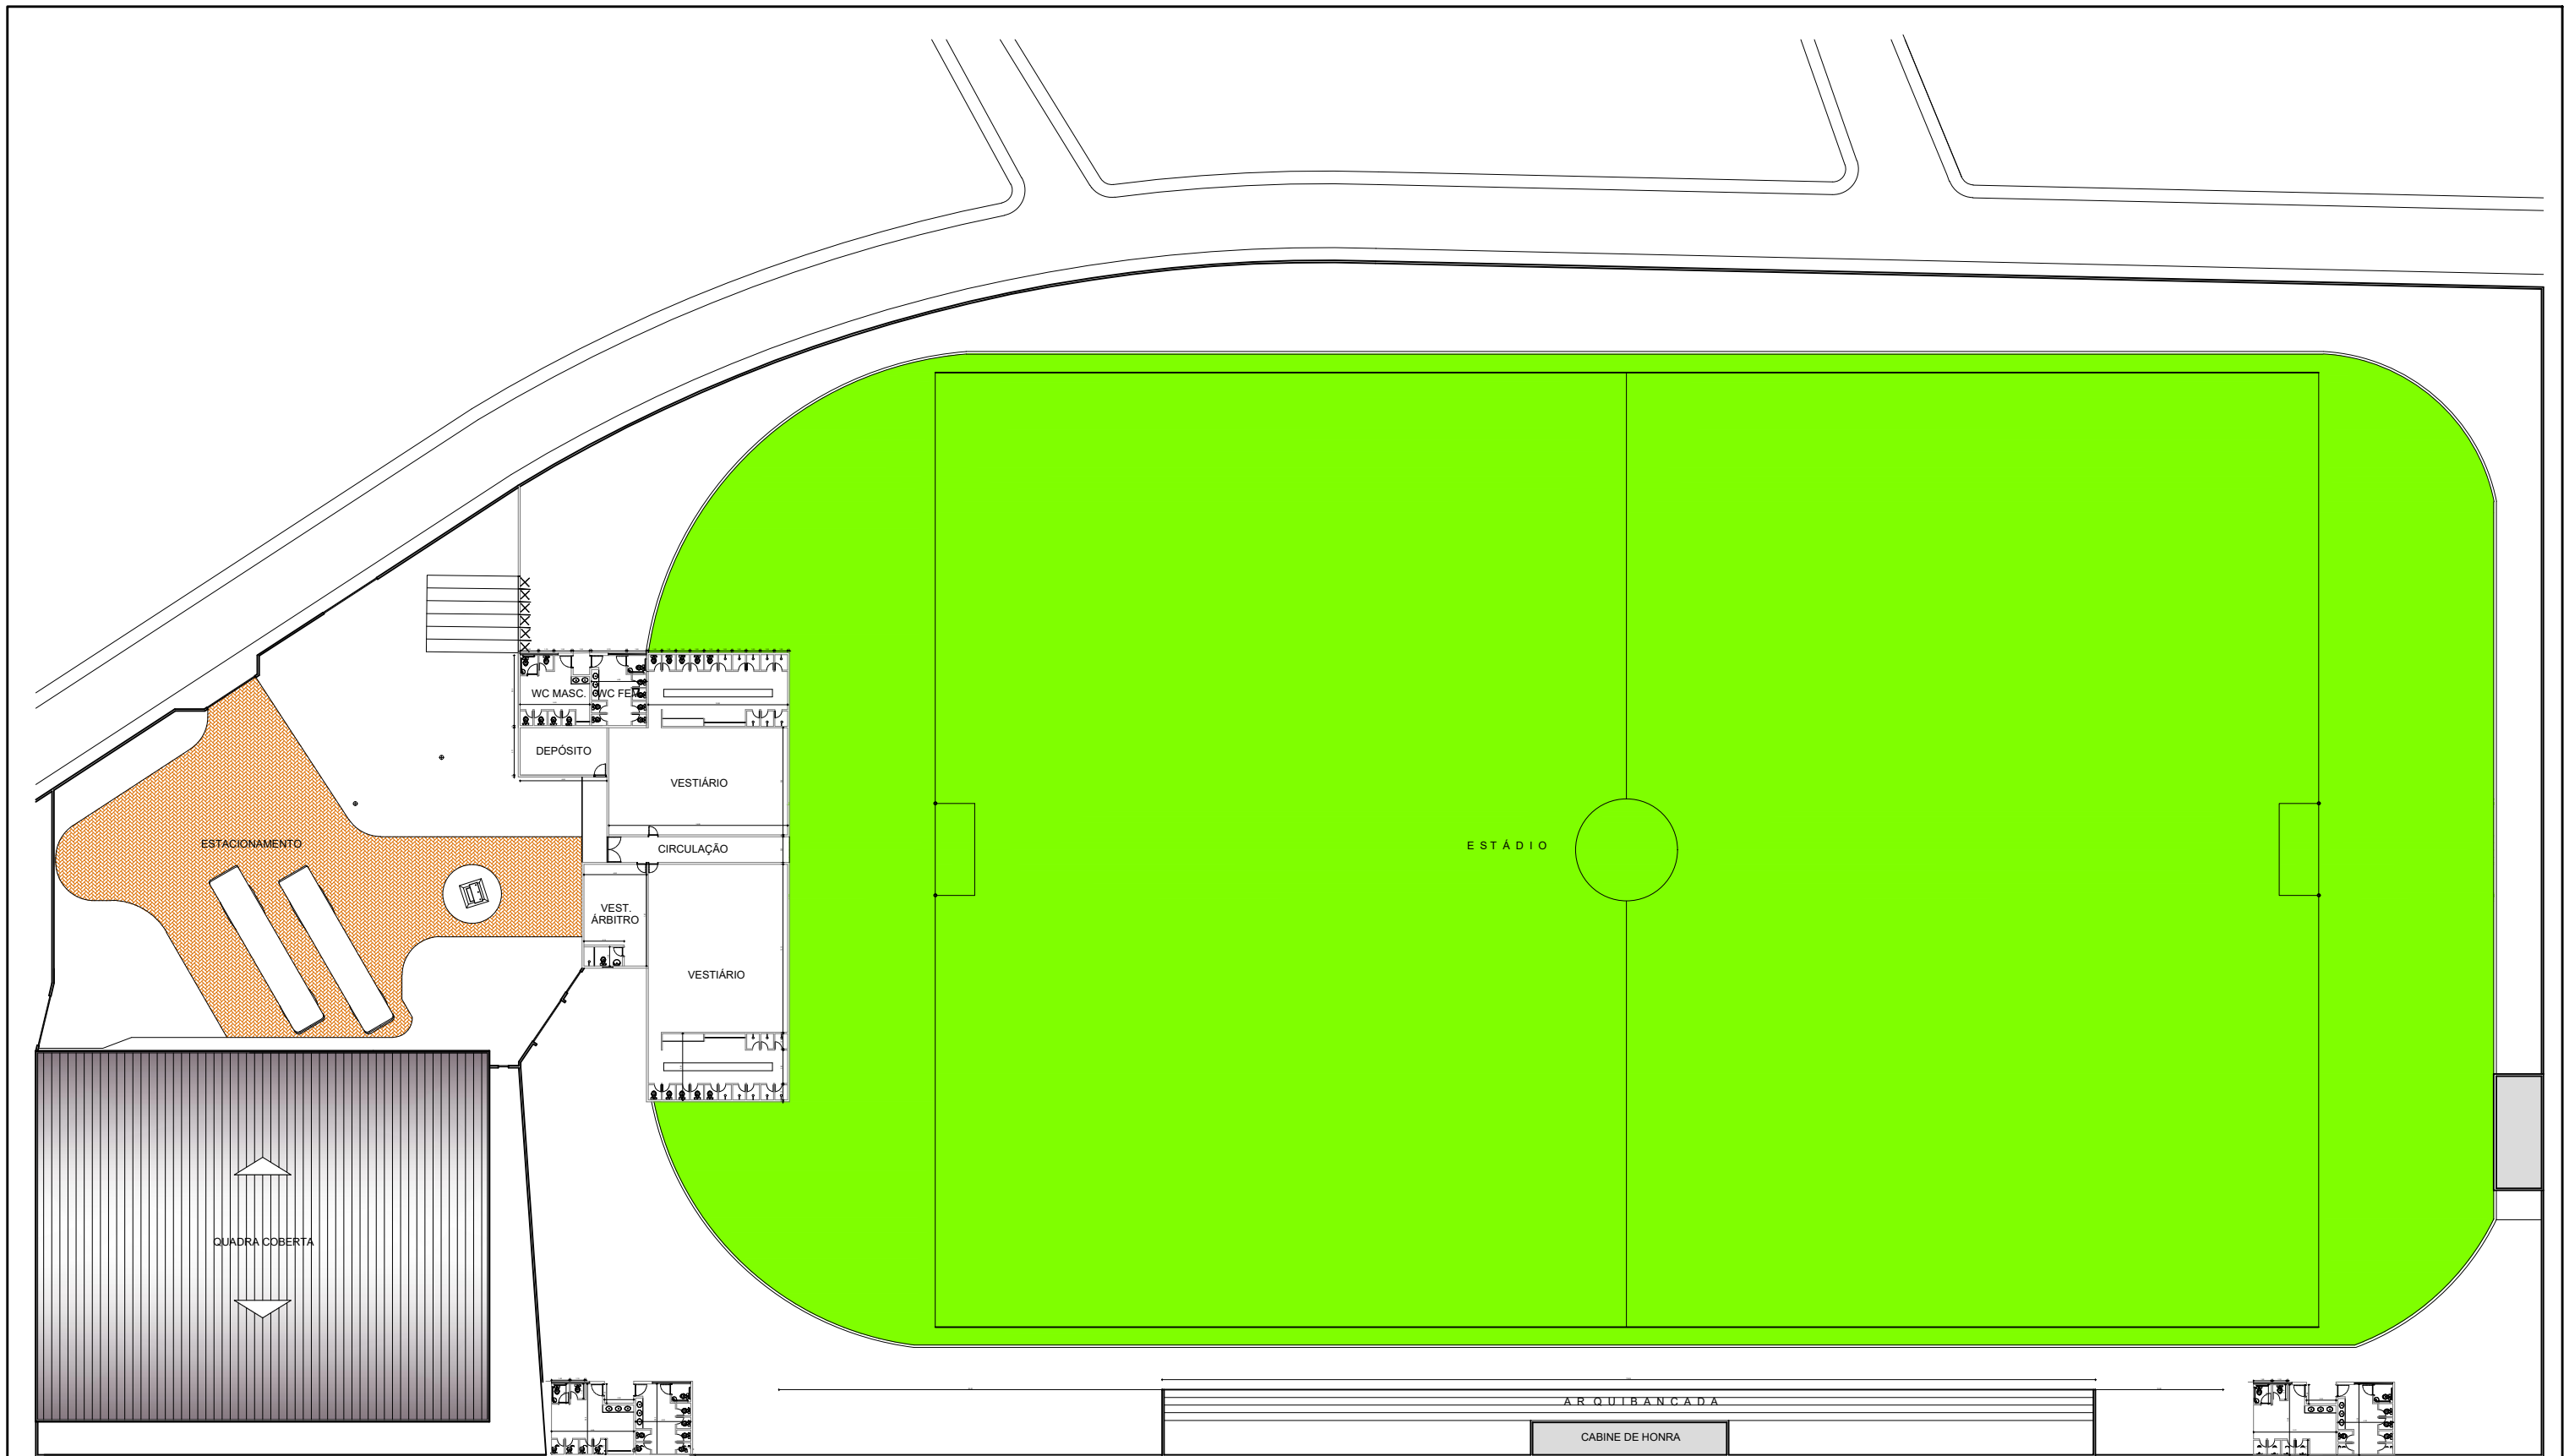 WC MASC.
WC FEM
DEPÓSITO
VESTIÁRIO
ESTACIONAMENTO
CIRCULAÇÃO
ESTÁDIO
VEST.
ÁRBITRO
VESTIÁRIO
QUADRA COBERTA
ARQUIBANCADA
CABINE DE HONRA